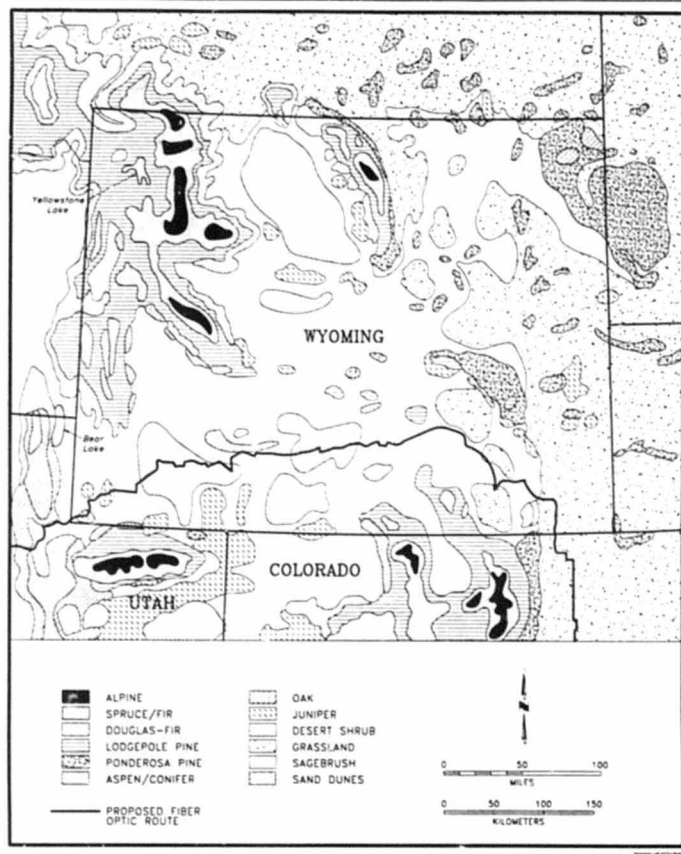 Yellowstone
Lake
WYOMING
Bear
Lake
COLORADO
UTAH
ALPINE
SPRUCE/FIR
DOUGLAS-FIR
LODGEPOLE PINE
PONDEROSA PINE
ASPEN/CONIFER
PROPOSED FIBER
OPTIC ROUTE
OAK
JUNIPER
DESERT SHRUB
GRASSLAND
SAGEBRUSH
SAND DUNES
N
0 50 100
MILES
0 50 100 150
KILOMETERS